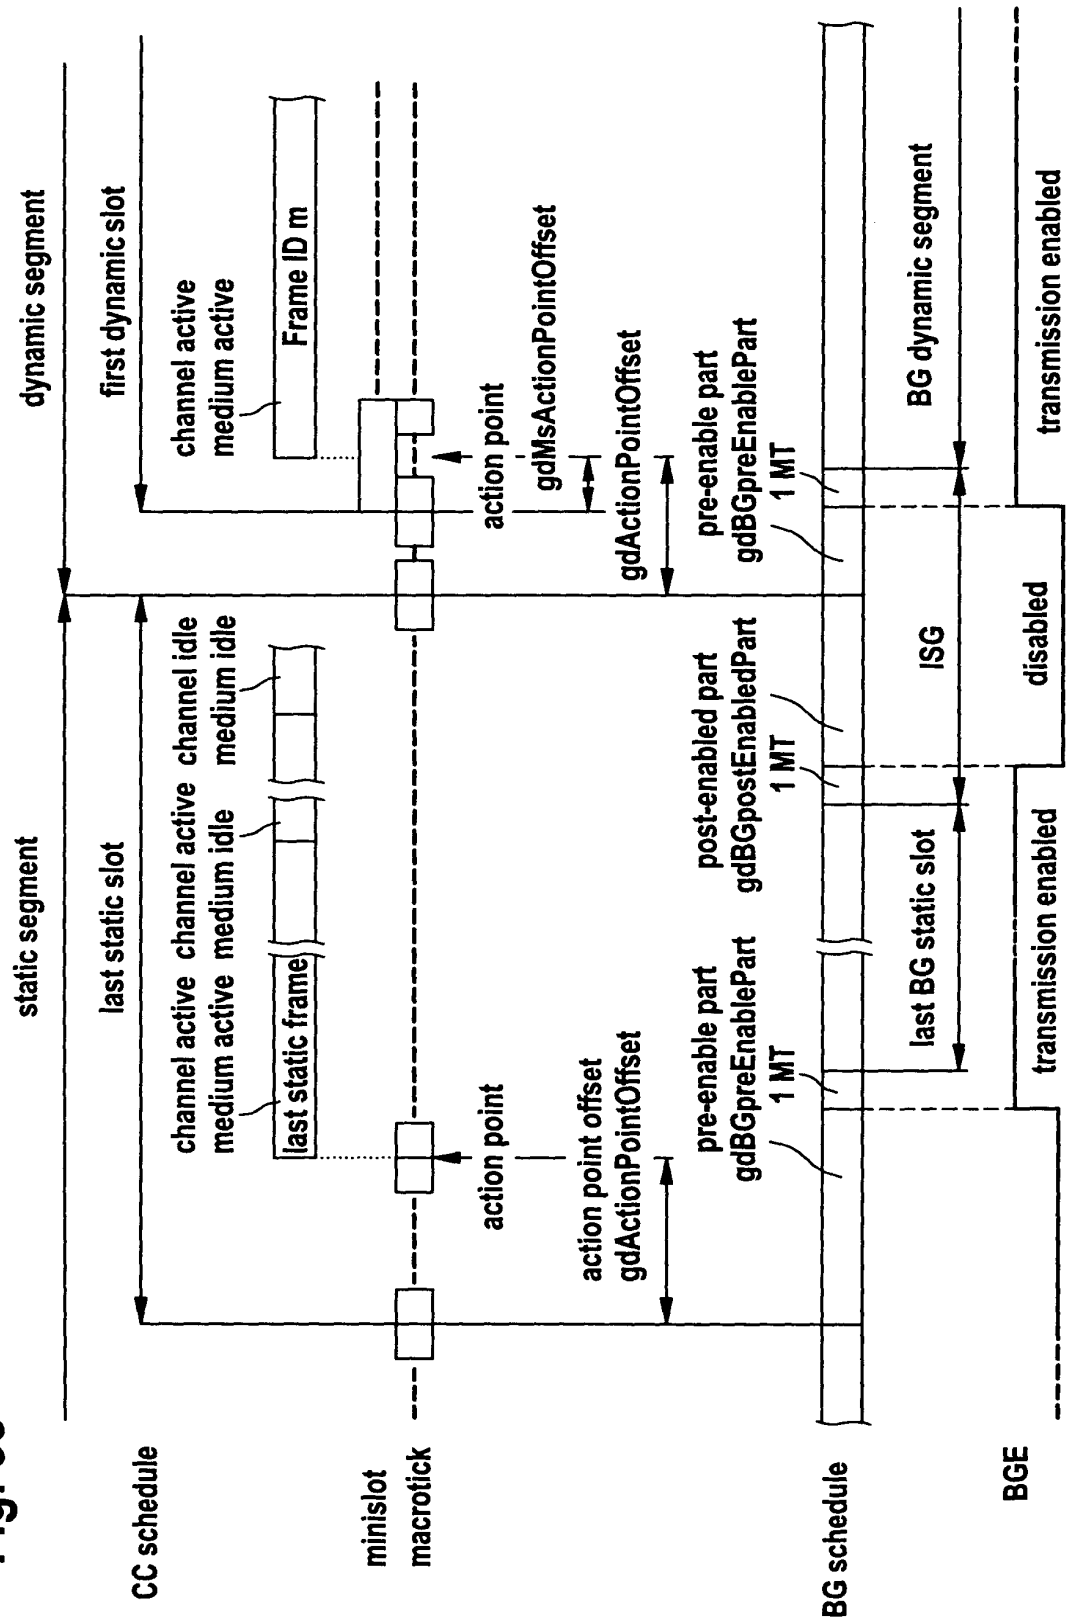 static segment
dynamic segment
CC schedule
last static slot
first dynamic slot
channel active
medium active
channel active
medium idle
channel idle
medium idle
channel active
medium active
last static frame
Frame ID m
minislot
macrotick
action point
action point
action point offset
gdActionPointOffset
gdMsActionPointOffset
gdActionPointOffset
pre-enable part
gdBGpreEnablePart
1 MT
post-enabled part
gdBGpostEnabledPart
1 MT
pre-enable part
gdBGpreEnablePart
1 MT
BG schedule
last BG static slot
ISG
BG dynamic segment
BGE
transmission enabled
disabled
transmission enabled